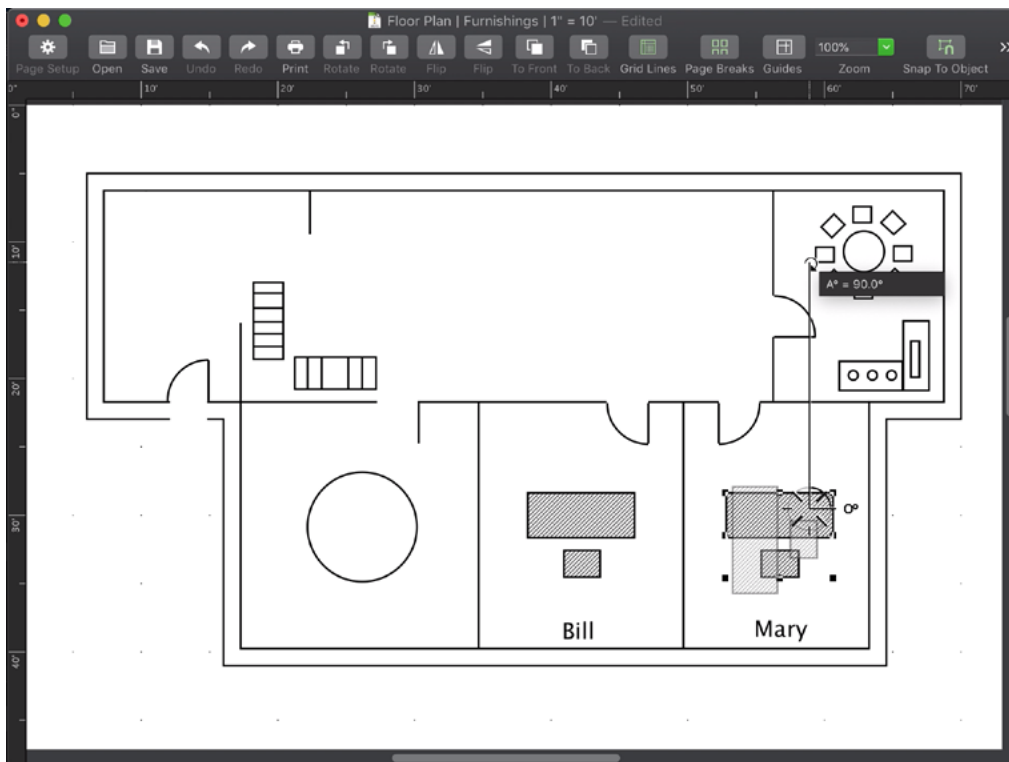 Floor Plan | Furnishings | 1" = 10' — Edited
100%
Page Setup Open Save Undo Redo Print Rotate Rotate Flip Flip To Front To Back Grid Lines Page Breaks Guides Zoom Snap To Object
0" 10' 20' 30' 40' 50' 60' 70'
0"
10'
A° = 90.0°
20'
30'
0°
Bill Mary
40'